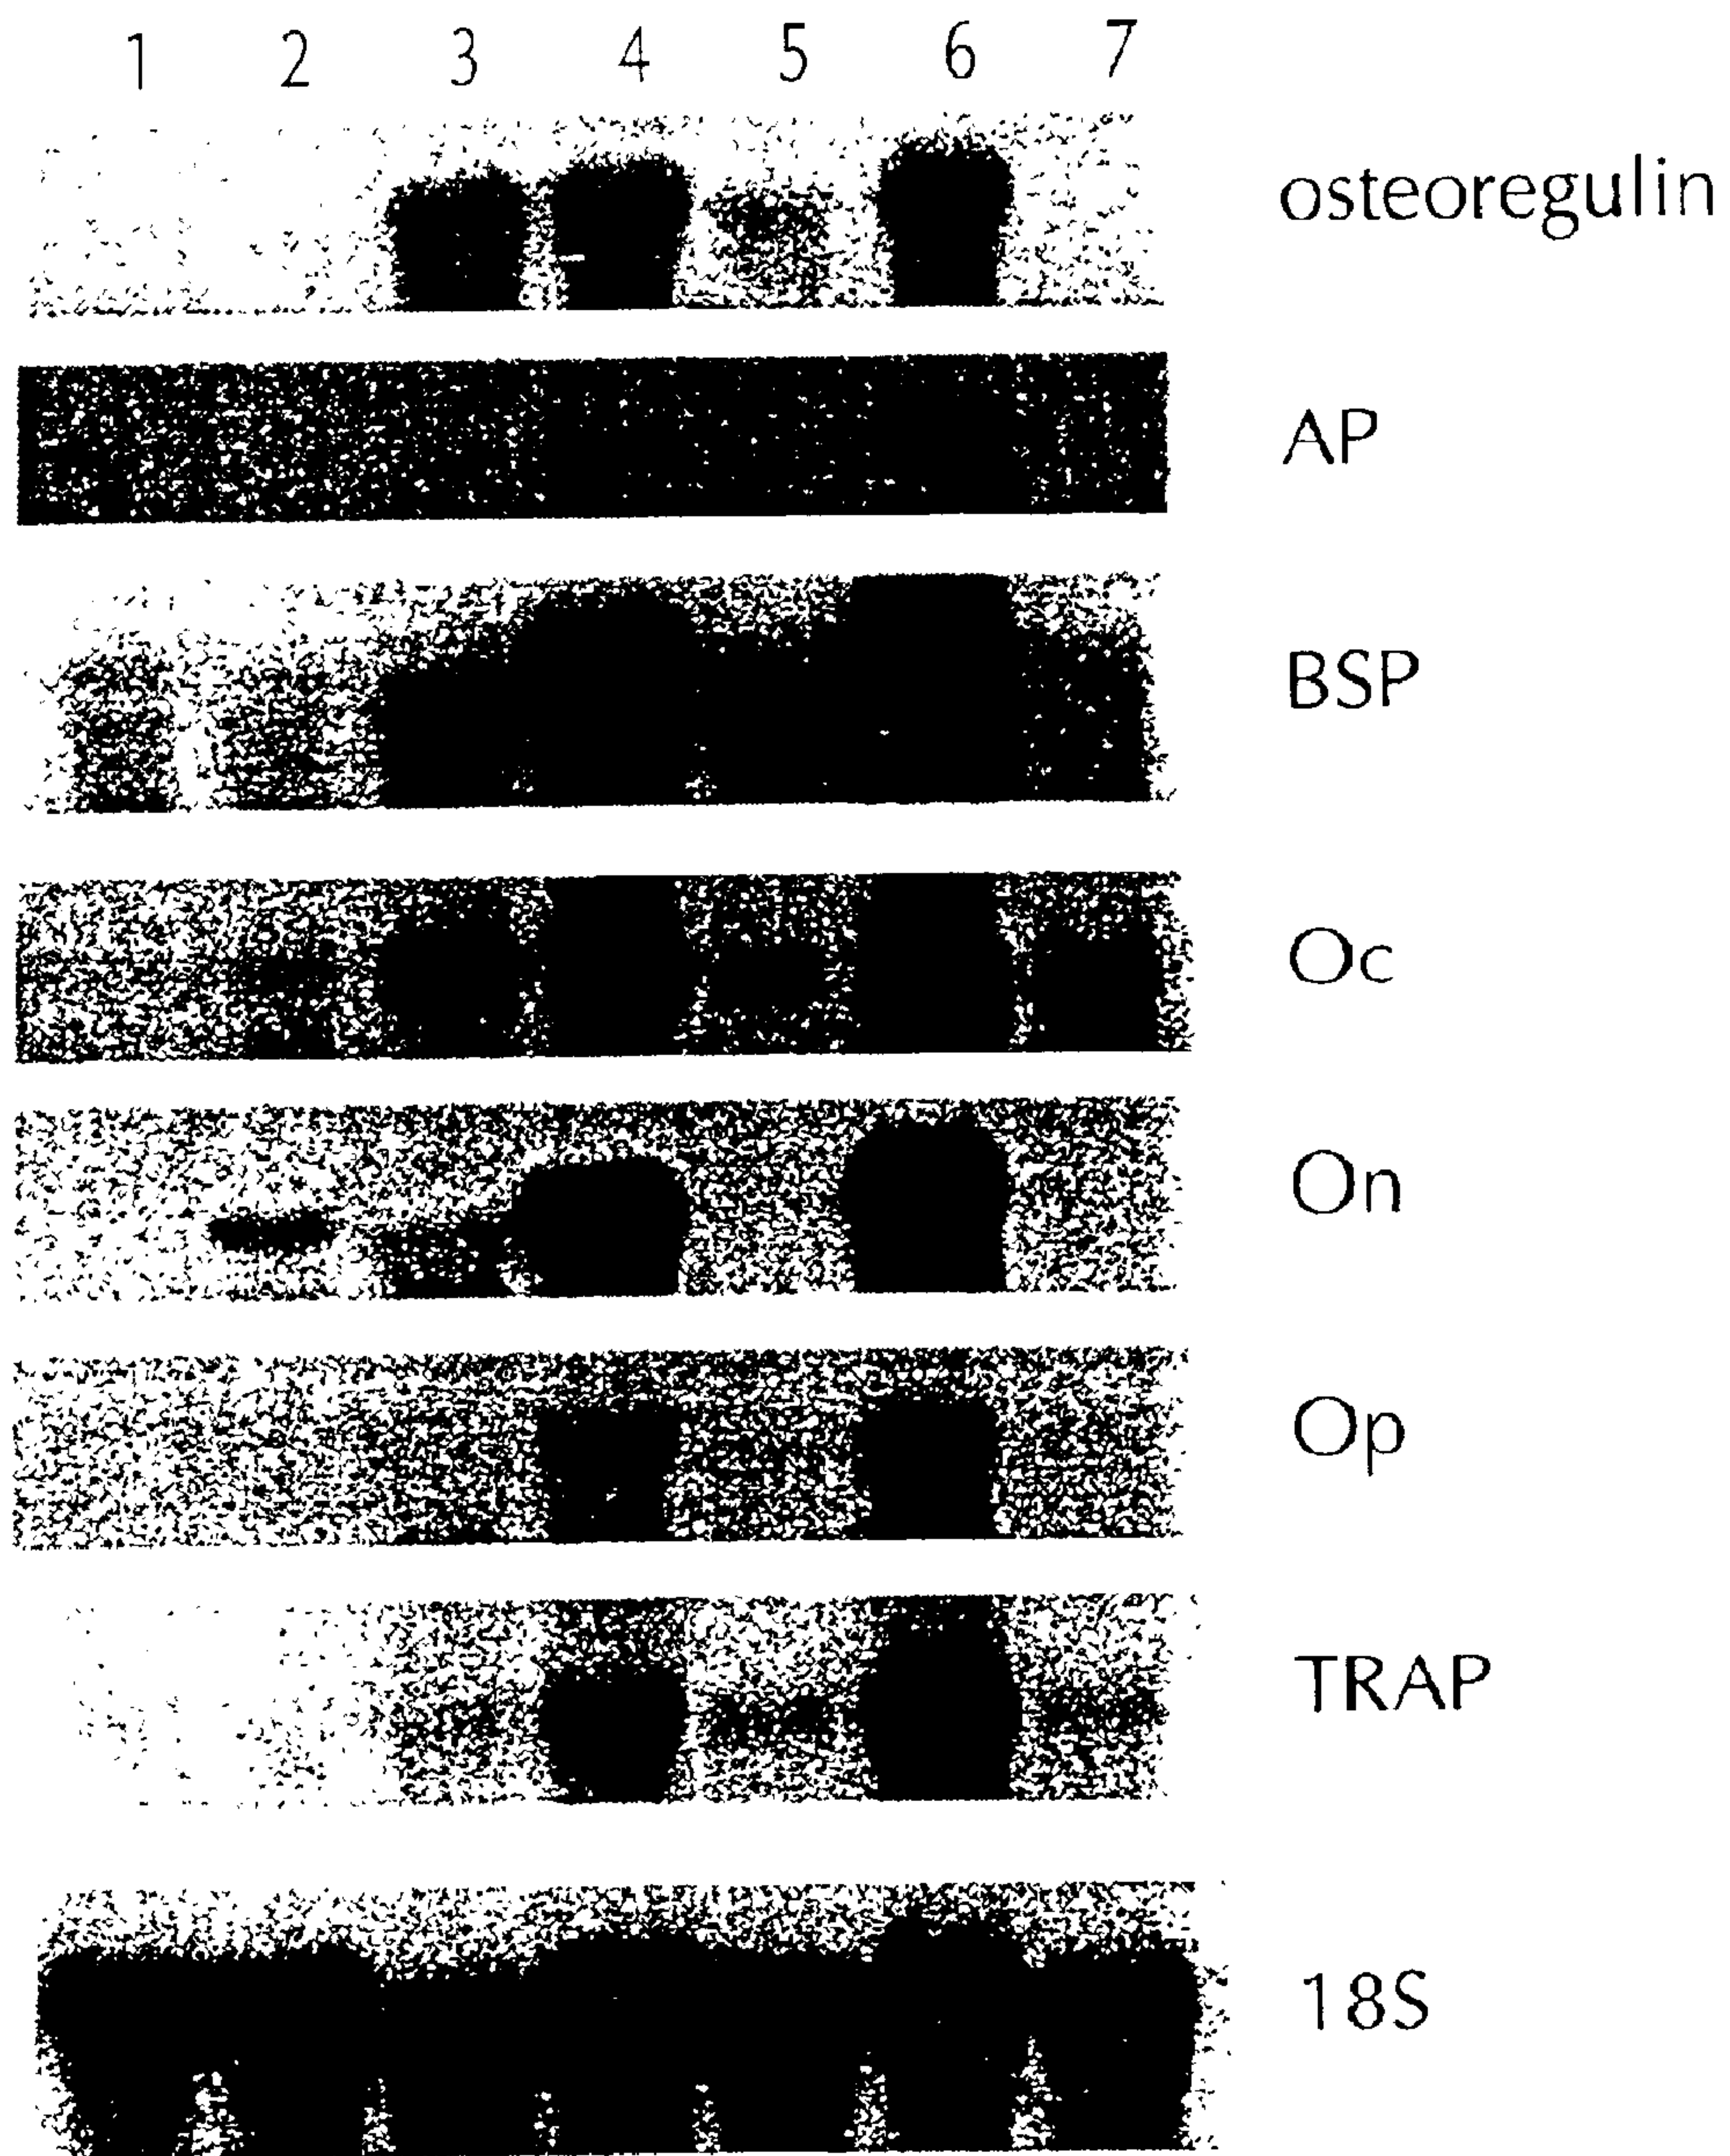 1 2 3 4 5 6 7
osteoregulin
AP
BSP
Oc
On
Op
TRAP
18S